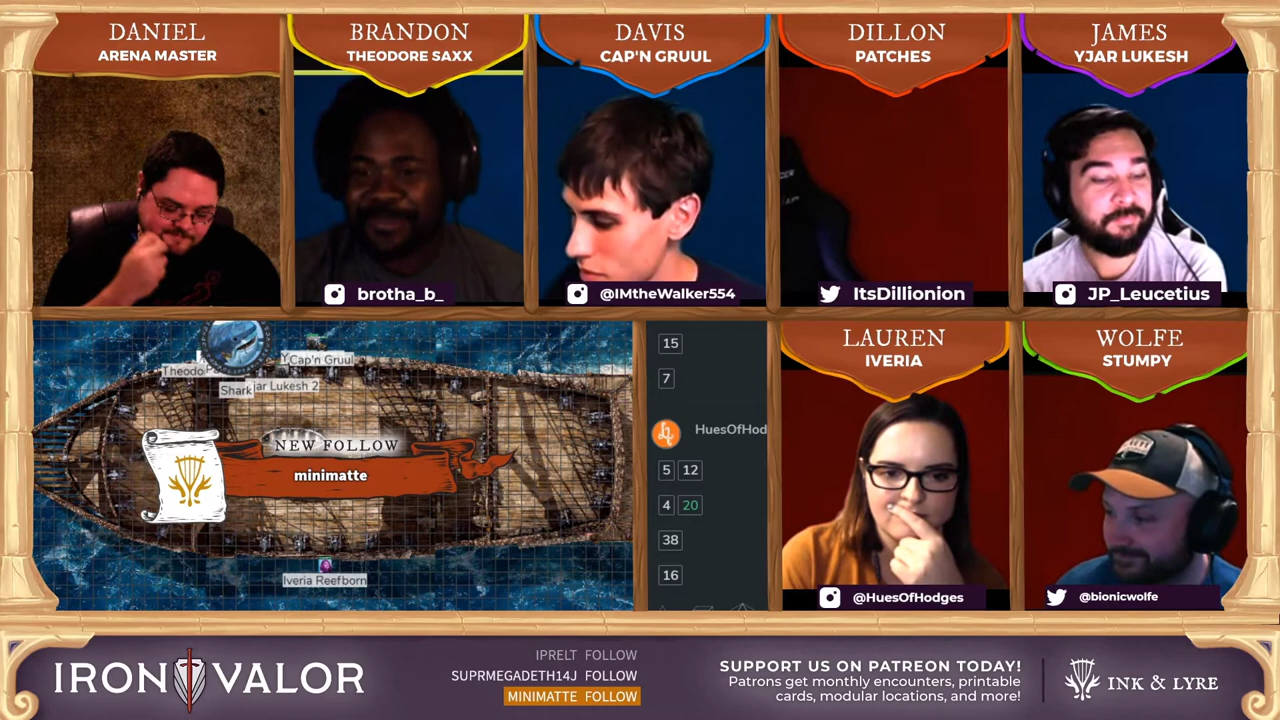 DANIEL
ARENA MASTER
BRANDON
THEODORE SAXX
DAVIS
CAP'N GRUUL
DILLON
PATCHES
JAMES
YJAR LUKESH
brotha_b_
@IMtheWalker554
ItsDillionion
JP_Leucetius
Theodo
Cap'n Gruul
Shark
jar Lukesh 2
NEW FOLLOW
minimatte
Iveria Reefborn
15
7
HuesOfHod
5 12
4 20
38
16
LAUREN
IVERIA
WOLFE
STUMPY
@HuesOfHodges
@bionicwolfe
IRON VALOR
IPRELT FOLLOW
SUPRMEGADETH14J FOLLOW
MINIMATTE FOLLOW
SUPPORT US ON PATREON TODAY!
Patrons get monthly encounters, printable
cards, modular locations, and more!
INK & LYRE